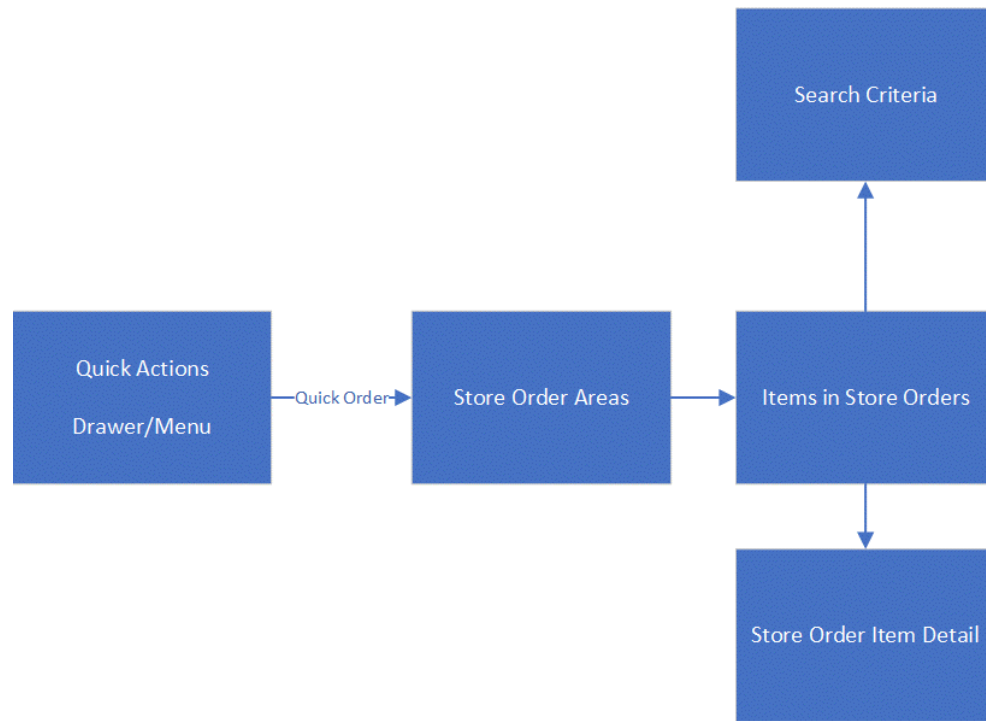 Search Criteria
Quick Actions
Drawer/Menu
Quick Order
Store Order Areas
Items in Store Orders
Store Order Item Detail